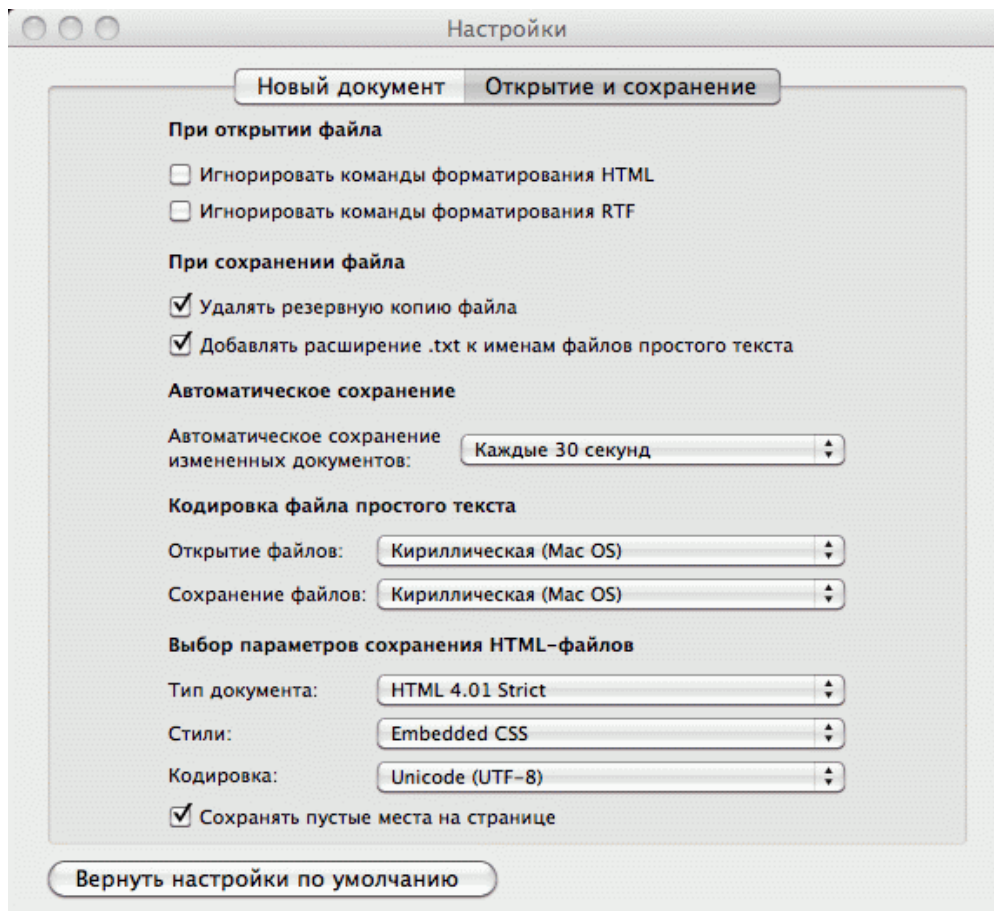 Настройки
Новый документ Открытие и сохранение
При открытии файла
Игнорировать команды форматирования HTML
Игнорировать команды форматирования RTF
При сохранении файла
Удалять резервную копию файла
Добавлять расширение .txt к именам файлов простого текста
Автоматическое сохранение
Автоматическое сохранение
измененных документов: Каждые 30 секунд
Кодировка файла простого текста
Открытие файлов: Кириллическая (Mac OS)
Сохранение файлов: Кириллическая (Mac OS)
Выбор параметров сохранения HTML-файлов
Тип документа: HTML 4.01 Strict
Стили: Embedded CSS
Кодировка: Unicode (UTF-8)
Сохранять пустые места на странице
Вернуть настройки по умолчанию